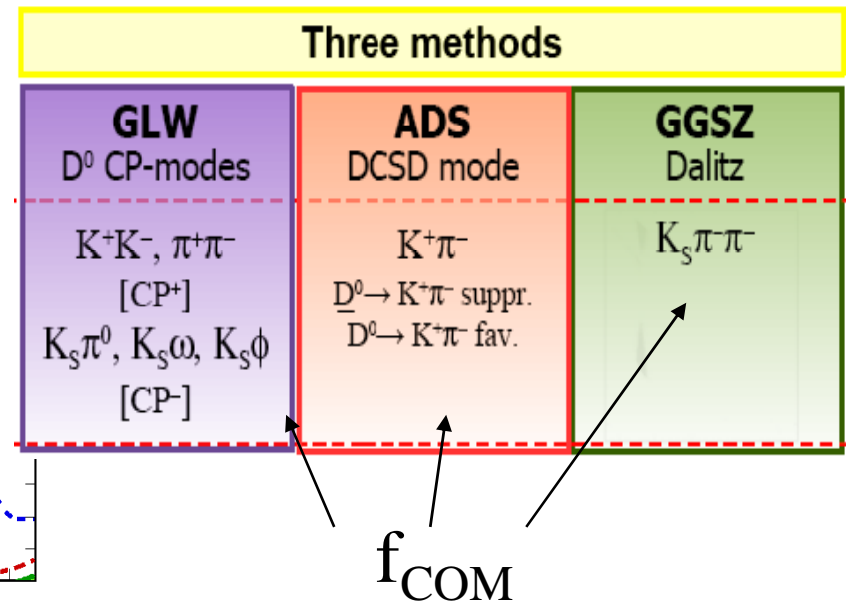 Three methods
GLW
D⁰ CP-modes
K⁺K⁻, π⁺π⁻
[CP⁺]
K_Sπ⁰, K_Sω, K_Sϕ
[CP⁻]
ADS
DCSD mode
K⁺π⁻
D̲⁰→ K⁺π⁻ suppr.
D⁰→ K⁺π⁻ fav.
GGSZ
Dalitz
K_Sπ⁻π⁻
f_COM